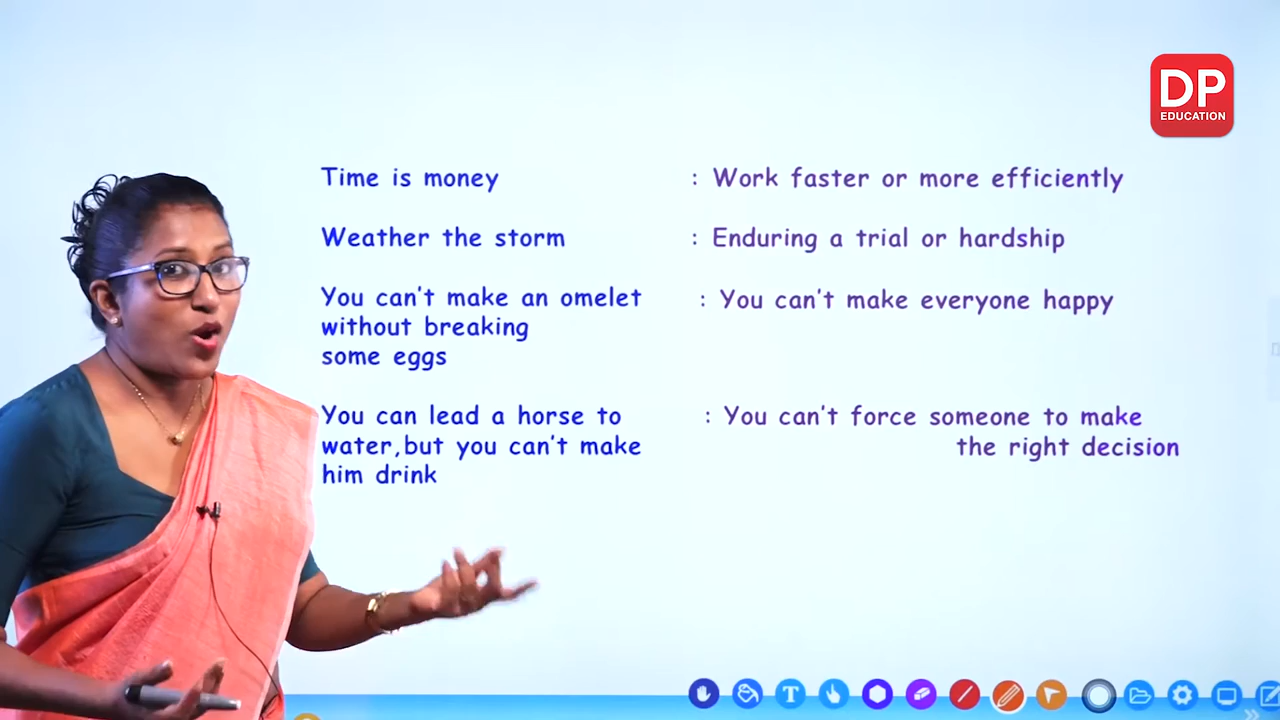 DP
EDUCATION
Time is money : Work faster or more efficiently
Weather the storm : Enduring a trial or hardship
You can't make an omelet : You can't make everyone happy
without breaking
some eggs
You can lead a horse to : You can't force someone to make
water,but you can't make the right decision
him drink